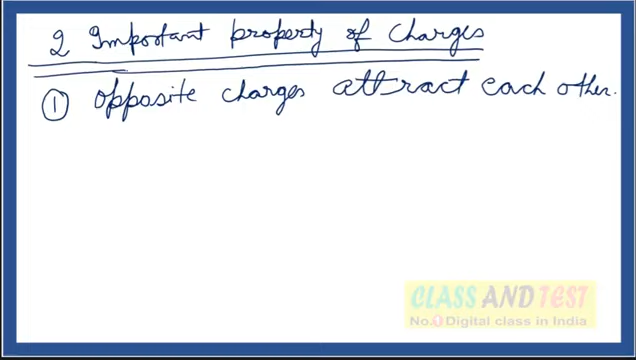 2 Important property of Charges
① Opposite charges attract each other.
CLASS AND TEST
No.1 Digital class in India